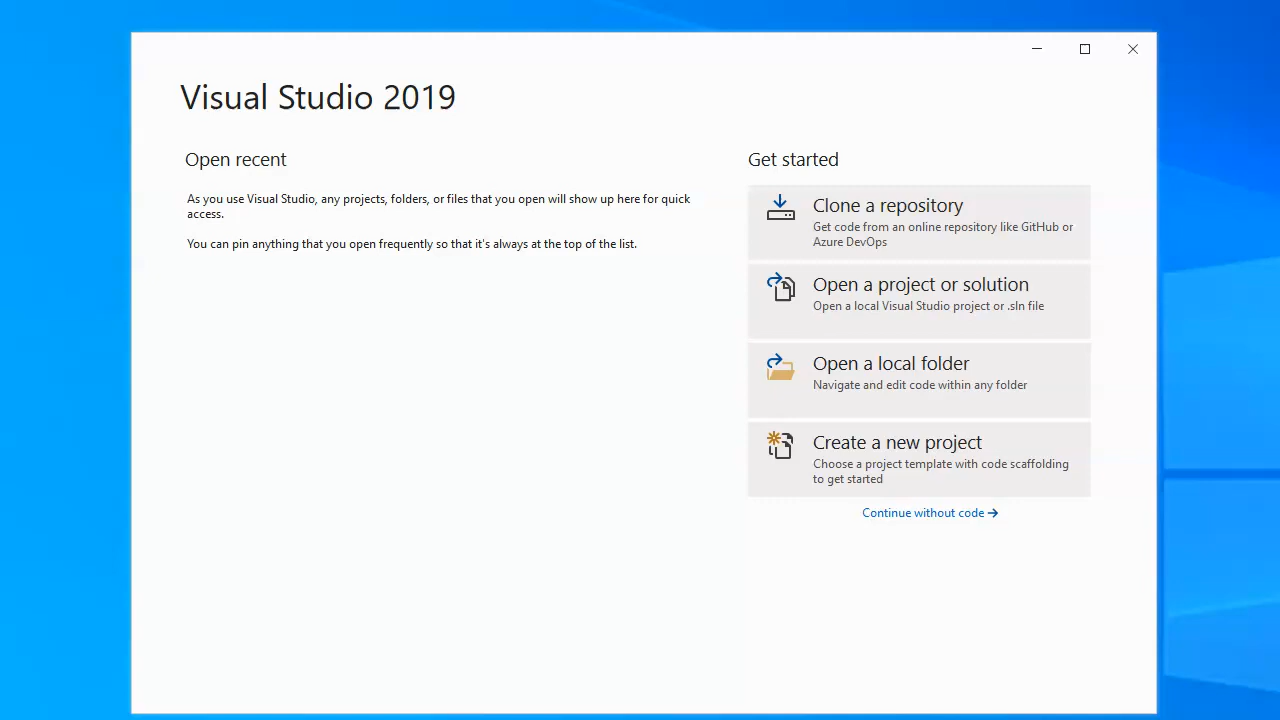 Visual Studio 2019
Open recent
As you use Visual Studio, any projects, folders, or files that you open will show up here for quick
access.
You can pin anything that you open frequently so that it's always at the top of the list.
Get started
Clone a repository
Get code from an online repository like GitHub or
Azure DevOps
Open a project or solution
Open a local Visual Studio project or .sln file
Open a local folder
Navigate and edit code within any folder
Create a new project
Choose a project template with code scaffolding
to get started
Continue without code